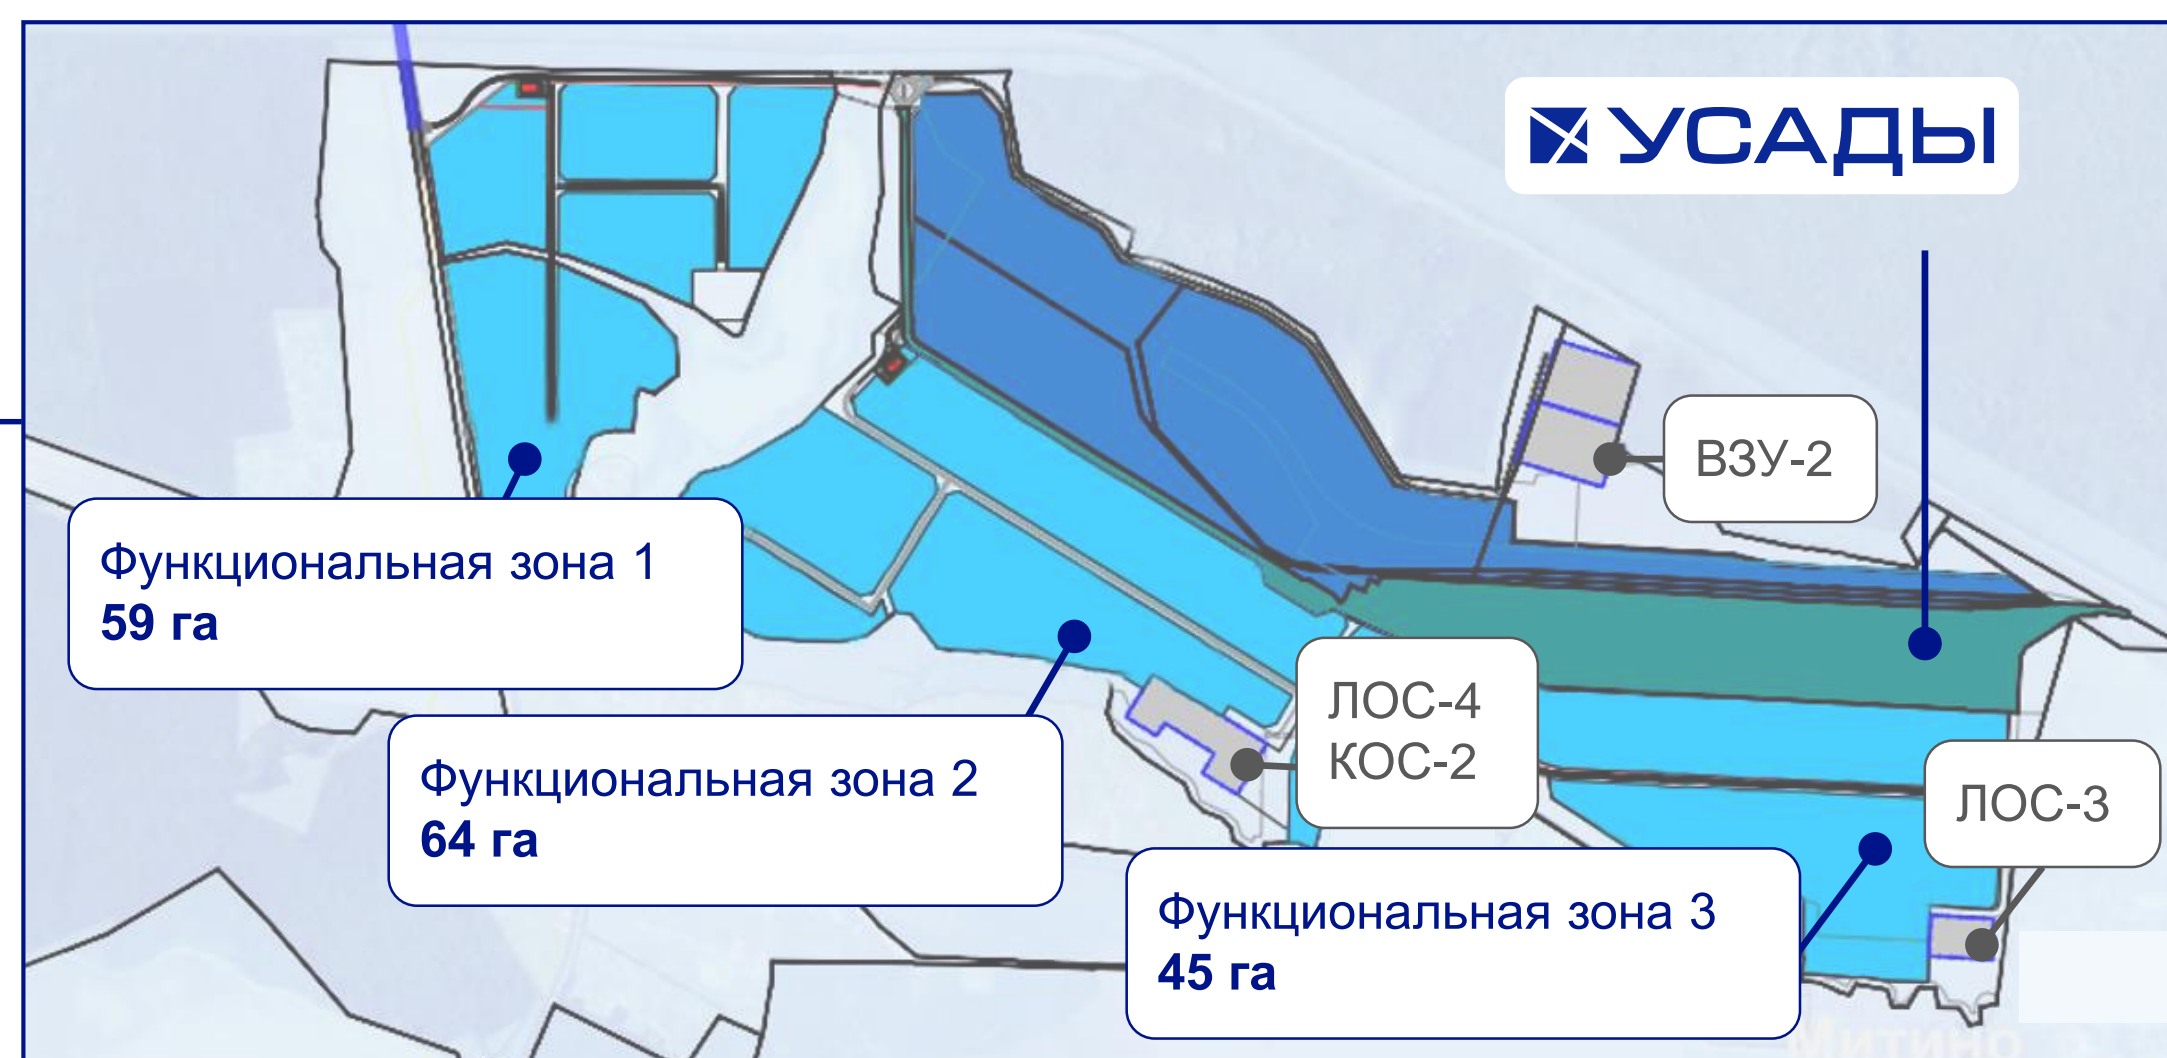 УСАДЫ
ВЗУ-2
Функциональная зона 1
59 га
ЛОС-4
КОС-2
Функциональная зона 2
64 га
ЛОС-3
Функциональная зона 3
45 га
Митино